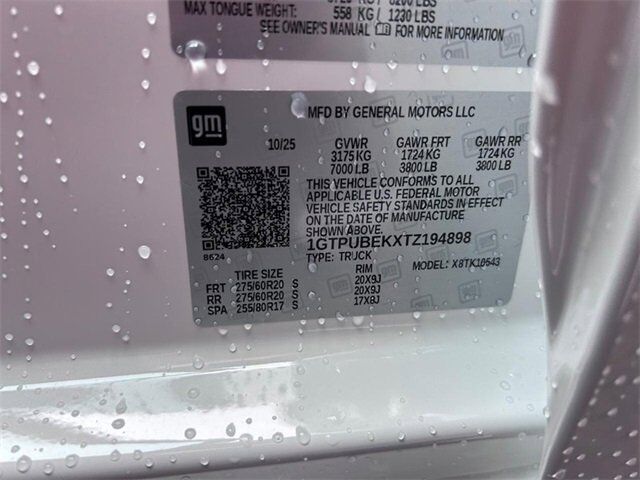 MAX TONGUE WEIGHT: 558 KG / 1230 LBS
SEE OWNER'S MANUAL FOR MORE INFORMATION
gm
MFD BY GENERAL MOTORS LLC
10/25 GVWR GAWR FRT GAWR RR
3175 KG 1724 KG 1724 KG
7000 LB 3800 LB 3800 LB
THIS VEHICLE CONFORMS TO ALL
APPLICABLE U.S. FEDERAL MOTOR
VEHICLE SAFETY STANDARDS IN EFFECT
ON THE DATE OF MANUFACTURE
SHOWN ABOVE.
1GTPUBEKXTZ194898
8624 TYPE: TRUCK MODEL: X8TK10543
TIRE SIZE RIM
FRT 275/60R20 S 20X9J
RR 275/60R20 S 20X9J
SPA 255/80R17 S 17X8J